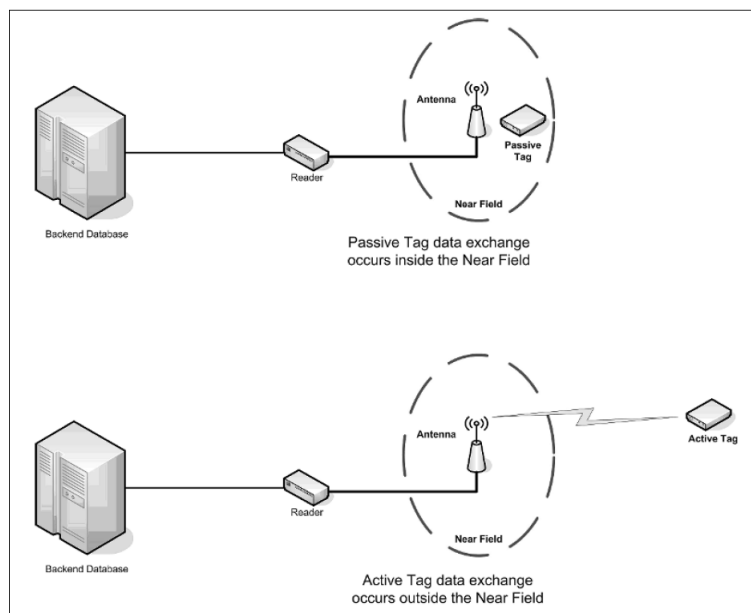 Antenna
Passive
Tag
Reader
Near Field
Backend Database
Passive Tag data exchange
occurs inside the Near Field
Antenna
Active Tag
Reader
Near Field
Backend Database
Active Tag data exchange
occurs outside the Near Field